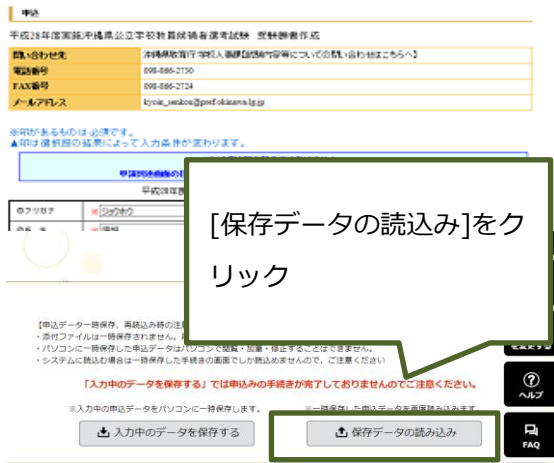 申込
平成28年度実施沖縄県公立学校教員候補者選考試験 受験願書作成
問い合わせ先 沖縄県教育庁 学校人事課【試験内容等についての問い合わせはこちらへ】
電話番号 098-866-2730
FAX番号 098-866-2724
メールアドレス kyoin_senkou@pref.okinawa.lg.jp
※印があるものは必須です。
▲印は選択肢の結果によって入力条件が変わります。
平成28年度
のフリガナ ※ ジョウホウ
[保存データの読込み]をク
リック
【申込データ一時保存、再読込み時の注
・添付ファイルは一時保存されません。
・パソコンに一時保存した申込データはパソコンで閲覧・加筆・修正することはできません。
・システムに読込む場合は一時保存した手続きの画面でしか読込めませんので、ご注意ください
を変更する
「入力中のデータを保存する」では申込みの手続きが完了しておりませんのでご注意ください。
ヘルプ
※入力中の申込データをパソコンに一時保存します。 ※一時保存した申込データを再度読み込みます。
入力中のデータを保存する 保存データの読み込み
FAQ